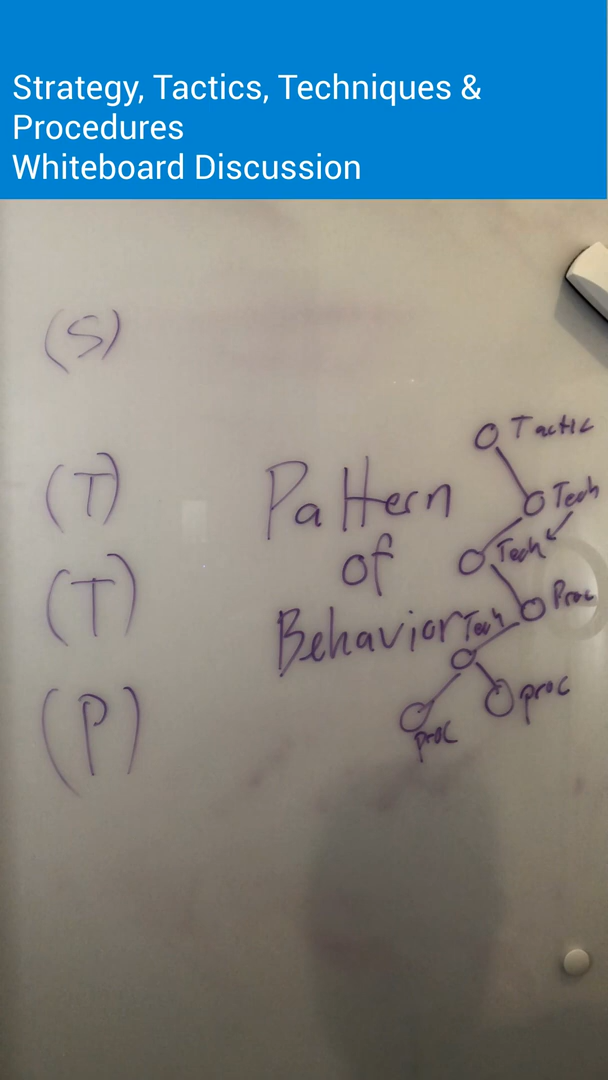 Strategy, Tactics, Techniques &
Procedures
Whiteboard Discussion
(S)
(T)
(T)
(P)
Pattern
of
Behavior
Tactic
Tech
Tech
Proc
Tech
proc
proc